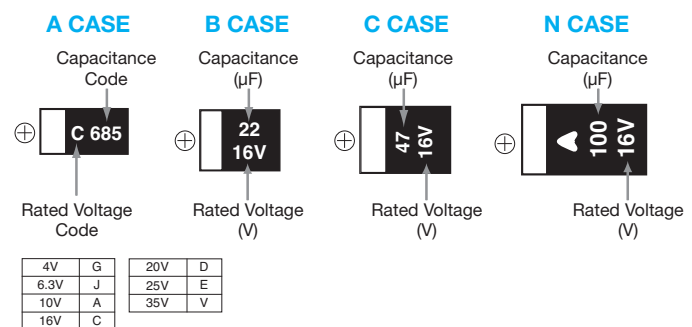 A CASE
Capacitance
Code
C 685
Rated Voltage
Code
B CASE
Capacitance
(µF)
22
16V
Rated Voltage
(V)
C CASE
Capacitance
(µF)
47
16V
Rated Voltage
(V)
N CASE
Capacitance
(µF)
100
16V
Rated Voltage
(V)
4V G
6.3V J
10V A
16V C
20V D
25V E
35V V